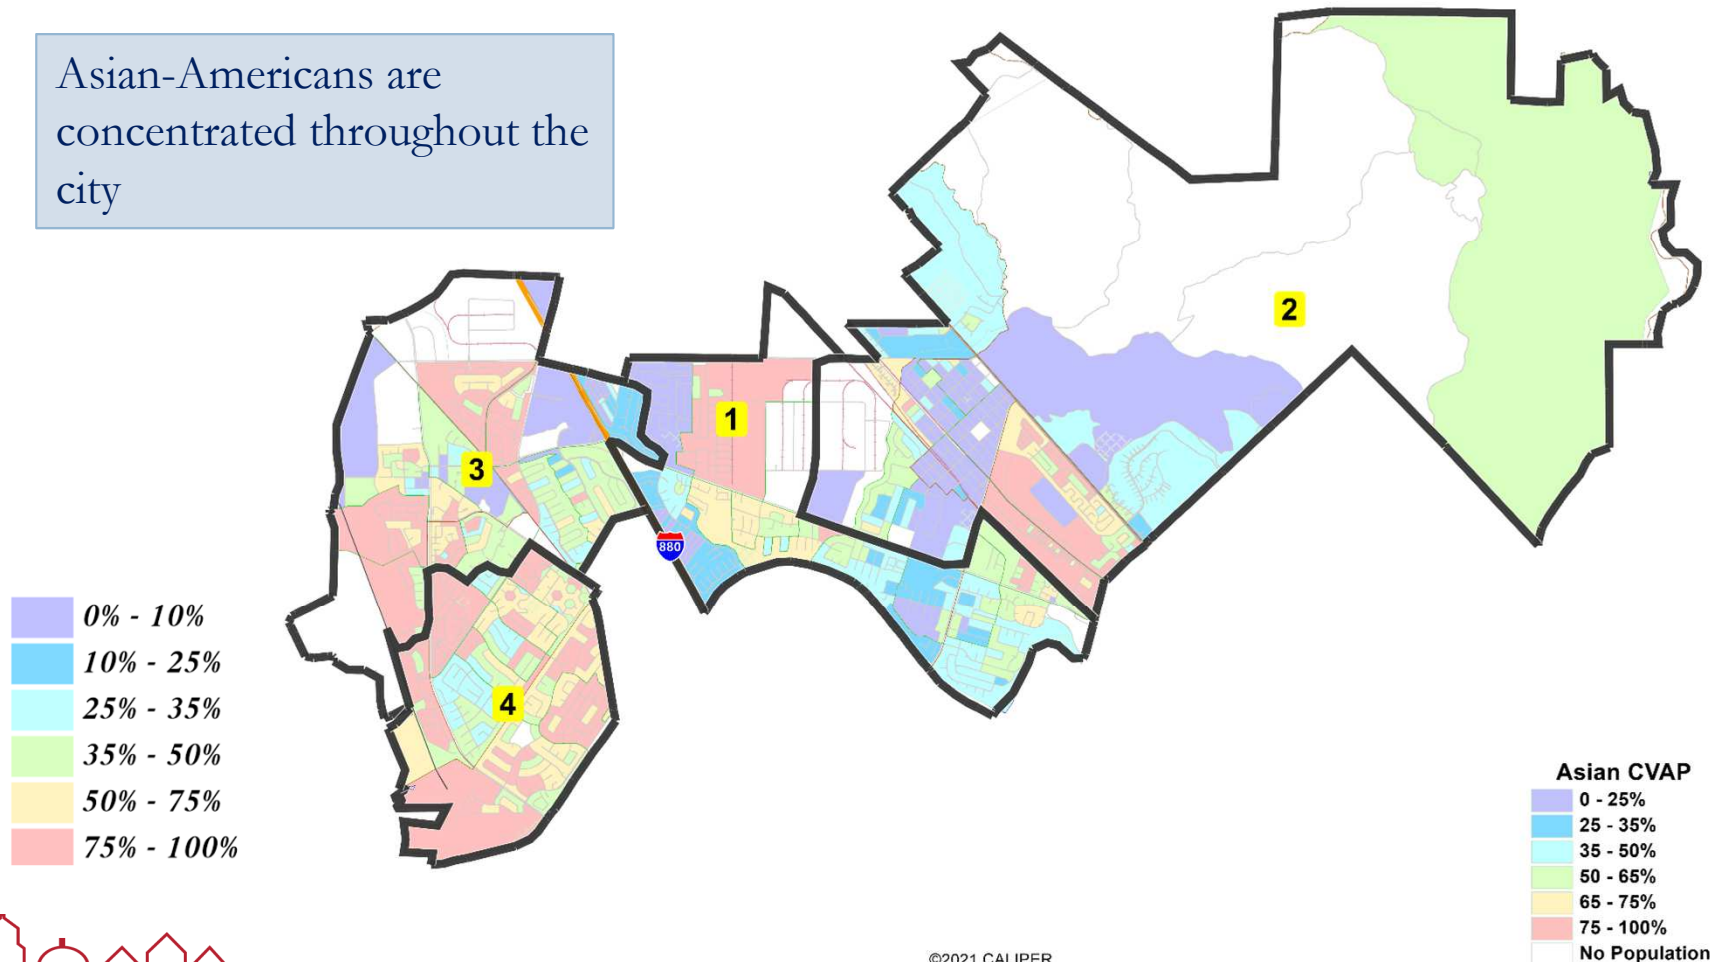 Asian-Americans are
concentrated throughout the
city
2
1
3
880
4
0% - 10%
10% - 25%
25% - 35%
35% - 50%
50% - 75%
75% - 100%
Asian CVAP
0 - 25%
25 - 35%
35 - 50%
50 - 65%
65 - 75%
75 - 100%
No Population
©2021 CALIPER